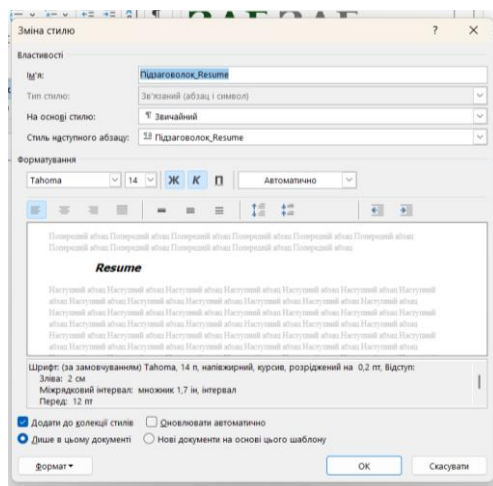 Зміна стилю
? ×
Властивості
Ім'я: Підзаголовок_Resume
Тип стилю: Зв'язаний (абзац і символ)
На основі стилю: ¶ Звичайний
Стиль наступного абзацу: Підзаголовок_Resume
Форматування
Tahoma 14 Ж К П Автоматично
Попередній абзац Попередній абзац Попередній абзац Попередній абзац Попередній абзац
Попередній абзац Попередній абзац Попередній абзац Попередній абзац
Resume
Наступний абзац Наступний абзац Наступний абзац Наступний абзац Наступний
абзац Наступний абзац Наступний абзац Наступний абзац Наступний абзац
Наступний абзац Наступний абзац Наступний абзац Наступний абзац Наступний
абзац Наступний абзац Наступний абзац Наступний абзац Наступний абзац
Наступний абзац Наступний абзац Наступний абзац Наступний абзац Наступний
абзац Наступний абзац Наступний абзац Наступний абзац Наступний абзац
Шрифт: (за замовчуванням) Tahoma, 14 п, напівжирний, курсив, розріджений на 0,2 пт, Відступ:
Зліва: 2 см
Міжрядковий інтервал: множник 1,7 ін, інтервал
Перед: 12 пт
Додати до колекції стилів Оновлювати автоматично
Лише в цьому документі Нові документи на основі цього шаблону
Формат
ОК Скасувати